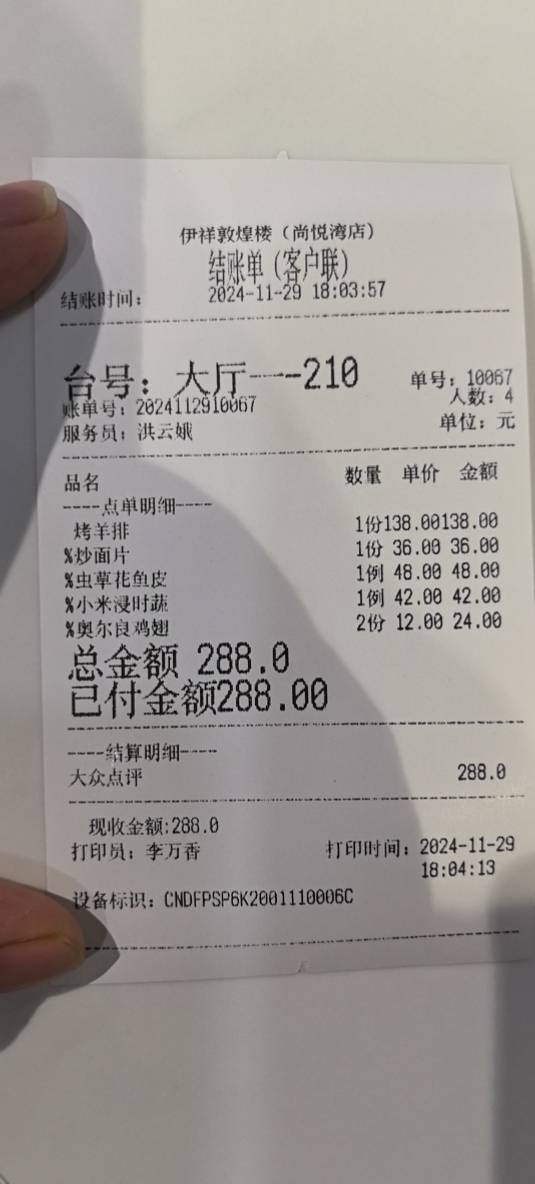 伊祥敦煌楼（尚悦湾店）
结账单（客户联）
结账时间： 2024-11-29 18:03:57
台号：大厅一-210 单号：10067
账单号：2024112910067 人数：4
服务员：洪云娥 单位：元
品名 数量 单价 金额
----点单明细----
烤羊排 1份138.00138.00
%炒面片 1份 36.00 36.00
%虫草花鱼皮 1例 48.00 48.00
%小米浸时蔬 1例 42.00 42.00
%奥尔良鸡翅 2份 12.00 24.00
总金额 288.0
已付金额288.00
----结算明细----
大众点评 288.0
现收金额:288.0
打印员：李万香 打印时间：2024-11-29
18:04:13
设备标识：CNDFPSP6K2001110006C